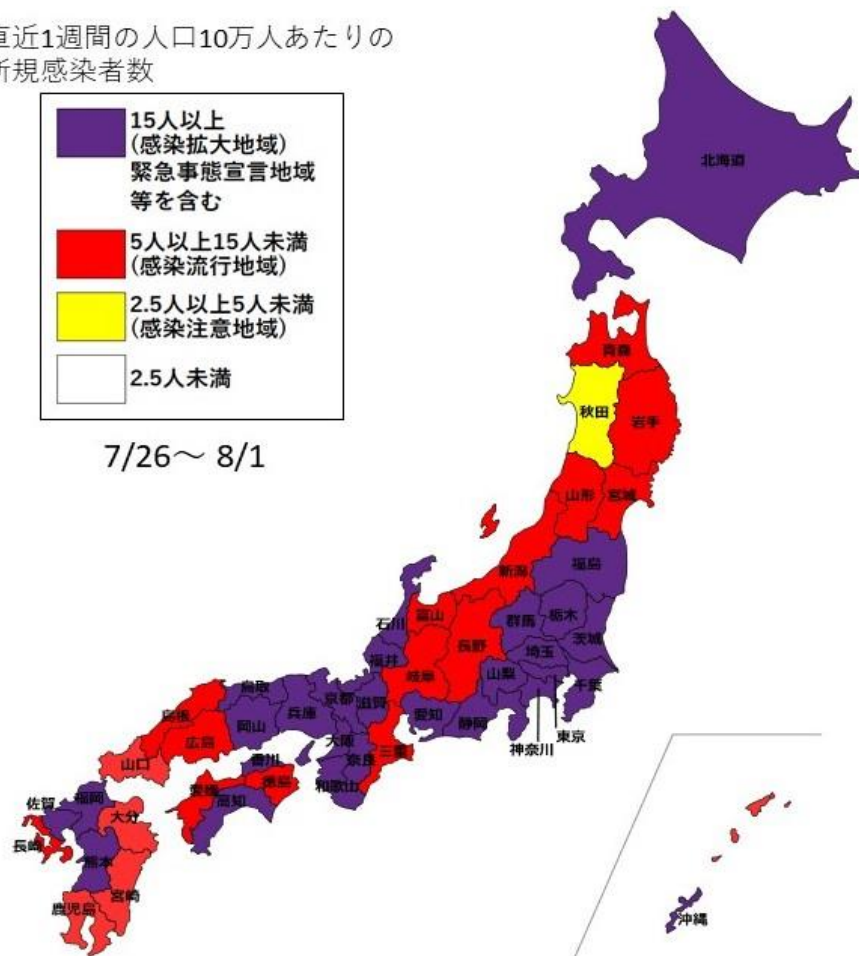 直近1週間の人口10万人あたりの
新規感染者数
15人以上
(感染拡大地域)
緊急事態宣言地域
等を含む
5人以上15人未満
(感染流行地域)
2.5人以上5人未満
(感染注意地域)
2.5人未満
7/26～ 8/1
北海道
青森
秋田
岩手
山形
宮城
新潟
福島
石川
富山
群馬
栃木
長野
茨城
福井
岐阜
埼玉
山梨
千葉
鳥取
京都
滋賀
愛知
静岡
島根
岡山
兵庫
広島
大阪
東京
神奈川
三重
奈良
山口
香川
和歌山
愛媛
徳島
高知
佐賀
福岡
大分
長崎
熊本
宮崎
鹿児島
沖縄